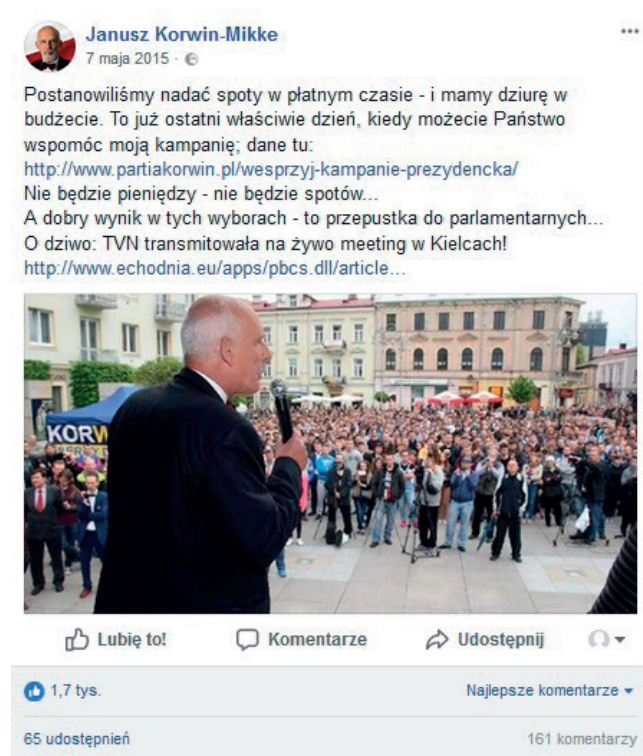 Janusz Korwin-Mikke
7 maja 2015
Postanowiliśmy nadać spoty w płatnym czasie - i mamy dziurę w
budżecie. To już ostatni właściwie dzień, kiedy możecie Państwo
wspomóc moją kampanię; dane tu:
http://www.partiakorwin.pl/wesprzyj-kampanie-prezydencka/
Nie będzie pieniędzy - nie będzie spotów...
A dobry wynik w tych wyborach - to przepustka do parlamentarnych...
O dziwo: TVN transmitowała na żywo meeting w Kielcach!
http://www.echodnia.eu/apps/pbcs.dll/article...
KORW
Lubię to! Komentarze Udostępnij
1,7 tys. Najlepsze komentarze
65 udostępnień 161 komentarzy